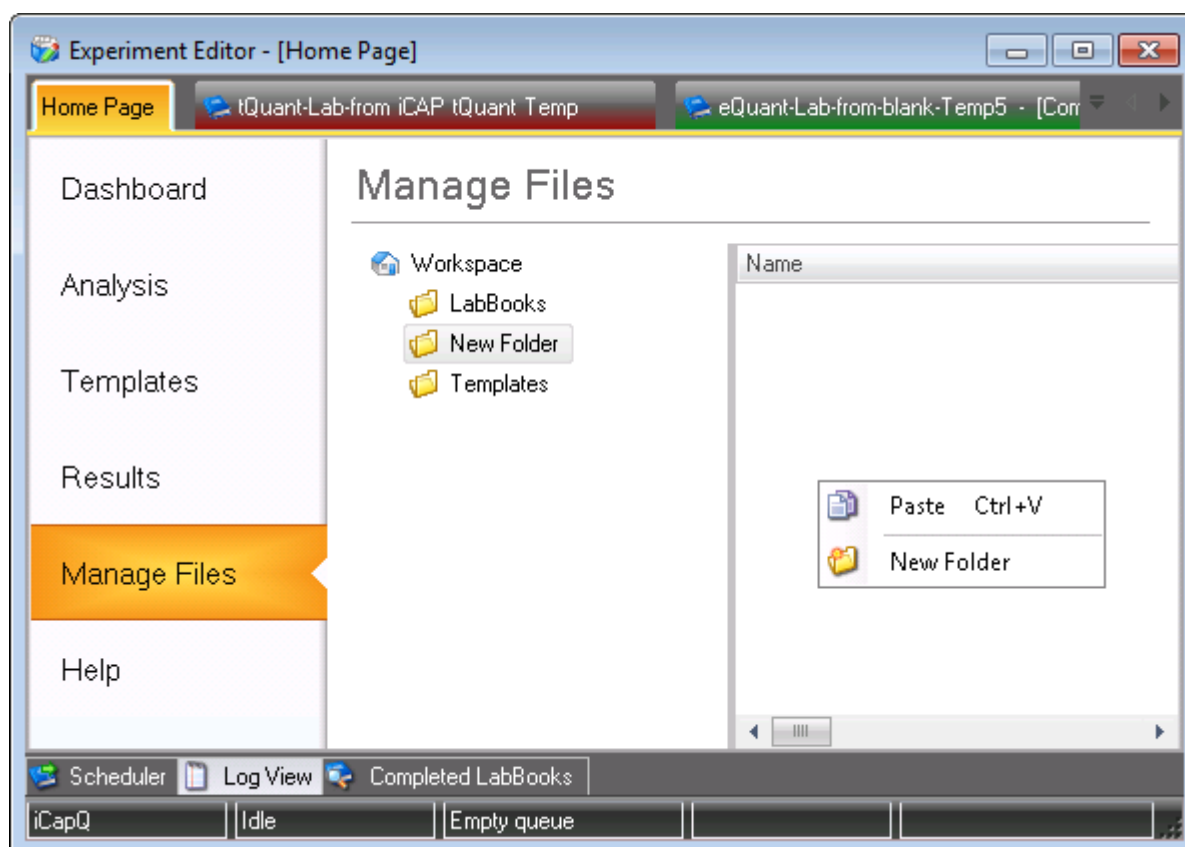 Experiment Editor - [Home Page]
Home Page
tQuant-Lab-from iCAP tQuant Temp
eQuant-Lab-from-blank-Temp5 - [Com
Dashboard
Analysis
Templates
Results
Manage Files
Help
Manage Files
Workspace
LabBooks
New Folder
Templates
Name
Paste Ctrl+V
New Folder
Scheduler Log View Completed LabBooks
iCapQ Idle Empty queue